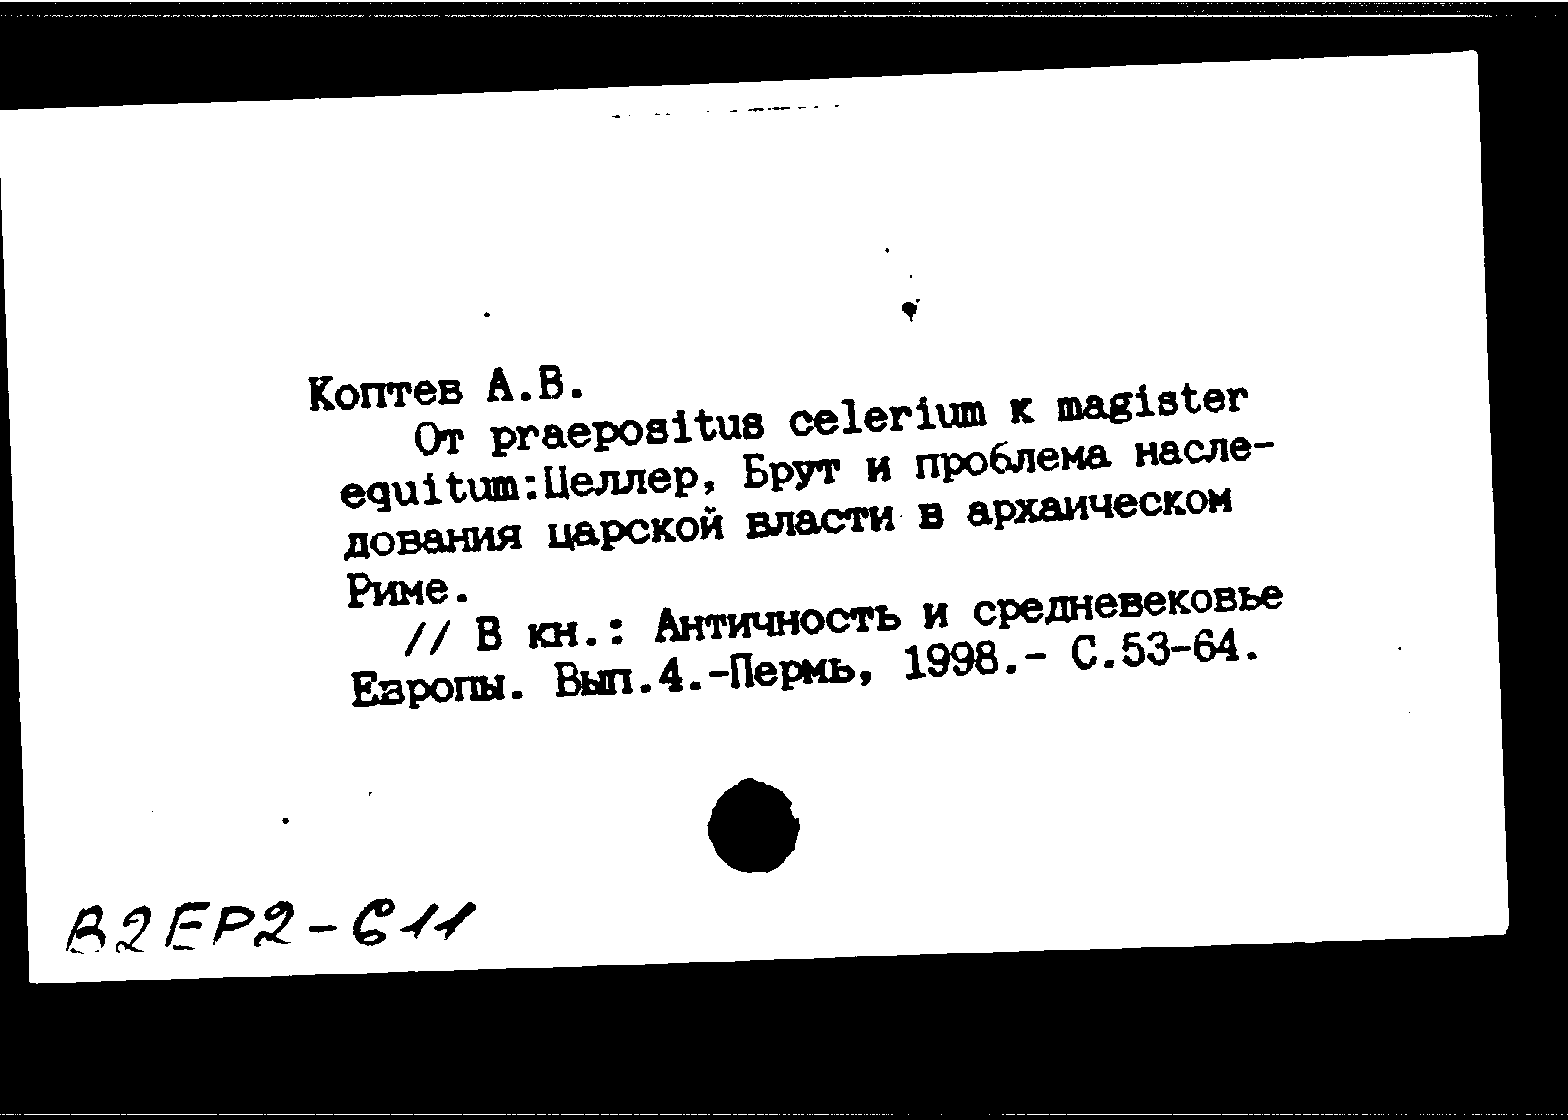 Коптев А.В.
От praepositus celerium к magister
equitum:Целлер, Брут и проблема насле-
дования царской власти в архаическом
Риме.
// В кн.: Античность и средневековье
Европы. Вып.4.-Пермь, 1998.- С.53-64.
В2ЕР2-611